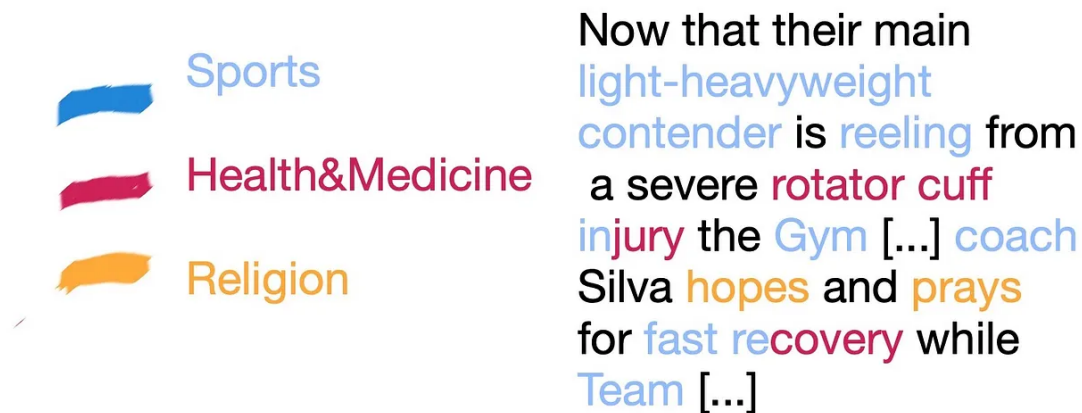 Sports
Health&Medicine
Religion
Now that their main
light-heavyweight
contender is reeling from
a severe rotator cuff
injury the Gym [...] coach
Silva hopes and prays
for fast recovery while
Team [...]